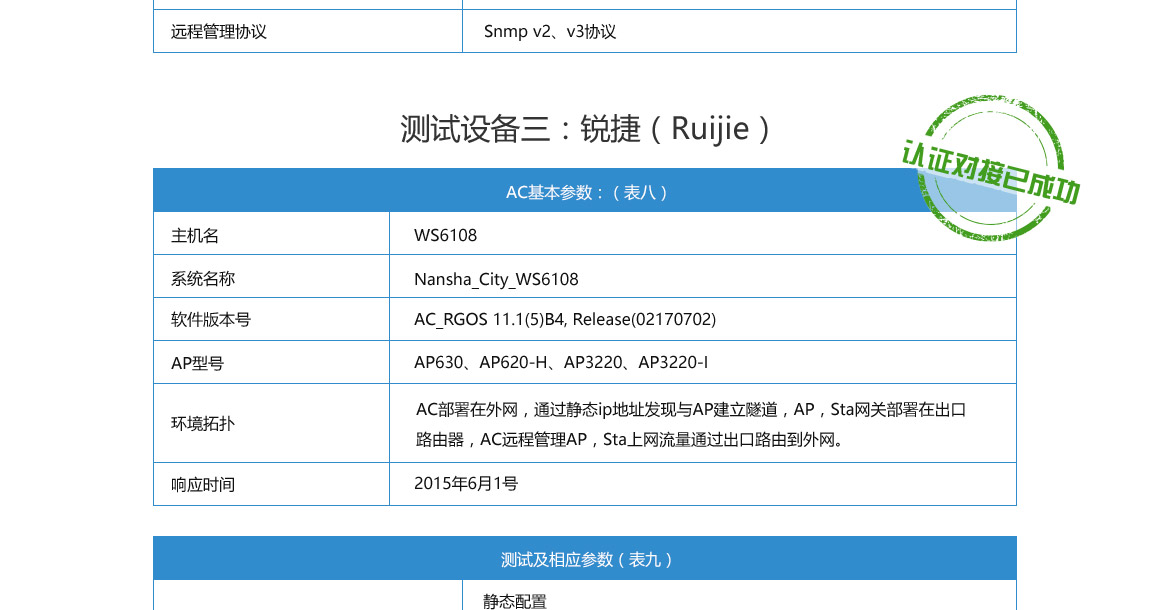 远程管理协议 Snmp v2、v3协议
测试设备三：锐捷（Ruijie）
认证对接已成功
AC基本参数：（表八）
主机名 WS6108
系统名称 Nansha_City_WS6108
软件版本号 AC_RGOS 11.1(5)B4, Release(02170702)
AP型号 AP630、AP620-H、AP3220、AP3220-I
环境拓扑 AC部署在外网，通过静态ip地址发现与AP建立隧道，AP，Sta网关部署在出口
路由器，AC远程管理AP，Sta上网流量通过出口路由到外网。
响应时间 2015年6月1号
测试及相应参数（表九）
静态配置